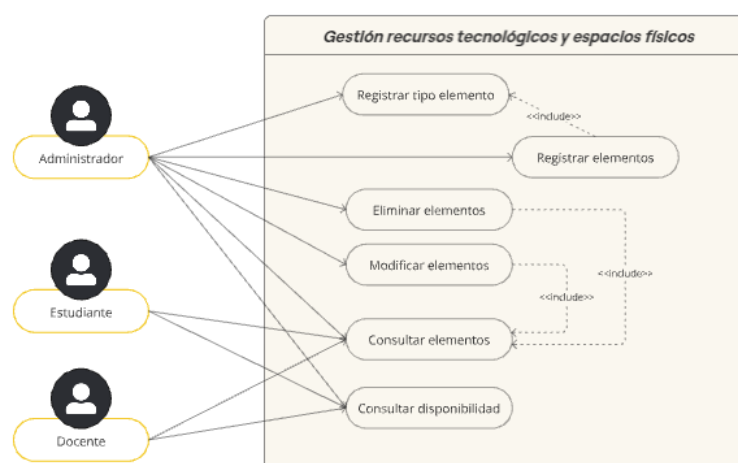 Gestión recursos tecnológicos y espacios físicos
Registrar tipo elemento
<<include>>
Administrador
Registrar elementos
Eliminar elementos
Modificar elementos
<<include>>
<<include>>
Estudiante
Consultar elementos
Consultar disponibilidad
Docente